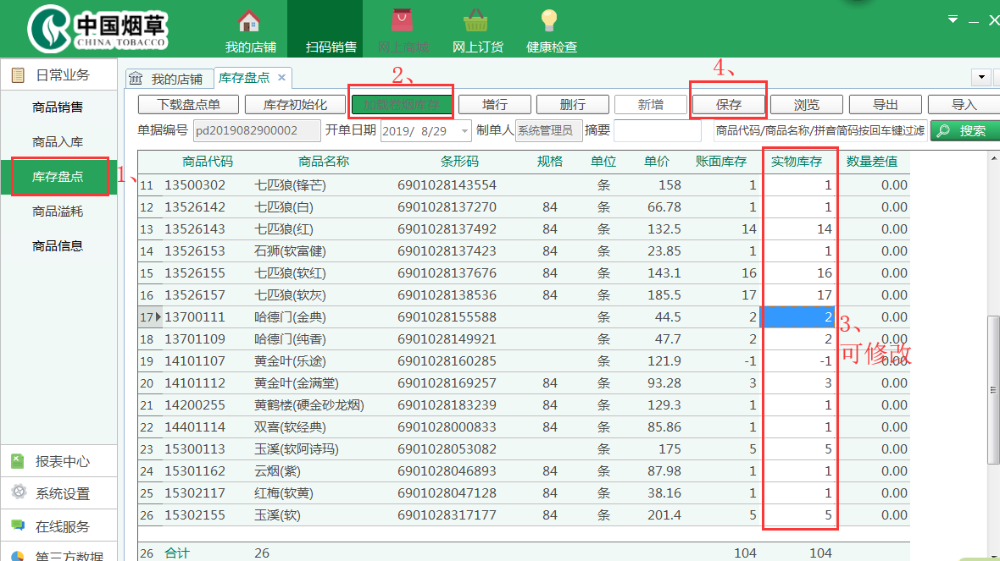 中国烟草
CHINA TOBACCO
我的店铺 扫码销售 网上商城 网上订货 健康检查
日常业务
商品销售
商品入库
库存盘点
商品溢耗
商品信息
报表中心
系统设置
在线服务
第三方数据
1、
2、
4、
我的店铺 库存盘点 ×
下载盘点单 库存初始化 加载卷烟库存 增行 删行 新增 保存 浏览 导出 导入
单据编号 pd2019082900002 开单日期 2019/ 8/29 制单人 系统管理员 摘要 商品代码/商品名称/拼音简码按回车键过滤 搜索
商品代码 商品名称 条形码 规格 单位 单价 账面库存 实物库存 数量差值
11 13500302 七匹狼(锋芒) 6901028143554 条 158 1 1 0.00
12 13526142 七匹狼(白) 6901028137270 84 条 66.78 1 1 0.00
13 13526143 七匹狼(红) 6901028137492 84 条 132.5 14 14 0.00
14 13526153 石狮(软富健) 6901028137423 84 条 23.85 1 1 0.00
15 13526155 七匹狼(软红) 6901028137676 84 条 143.1 16 16 0.00
16 13526157 七匹狼(软灰) 6901028138536 84 条 185.5 17 17 0.00
17 13700111 哈德门(金典) 6901028155588 条 44.5 2 2 0.00
3、
可修改
18 13701109 哈德门(纯香) 6901028149921 条 47.7 2 2 0.00
19 14101107 黄金叶(乐途) 6901028160285 条 121.9 -1 -1 0.00
20 14101112 黄金叶(金满堂) 6901028169257 84 条 93.28 3 3 0.00
21 14200255 黄鹤楼(硬金砂龙烟) 6901028183239 84 条 129.3 1 1 0.00
22 14401114 双喜(软经典) 6901028000833 84 条 85.86 1 1 0.00
23 15300113 玉溪(软阿诗玛) 6901028053082 条 175 5 5 0.00
24 15301162 云烟(紫) 6901028046893 84 条 87.98 1 1 0.00
25 15302117 红梅(软黄) 6901028047128 84 条 38.16 1 1 0.00
26 15302155 玉溪(软) 6901028317177 84 条 201.4 5 5 0.00
26 合计 26 104 104